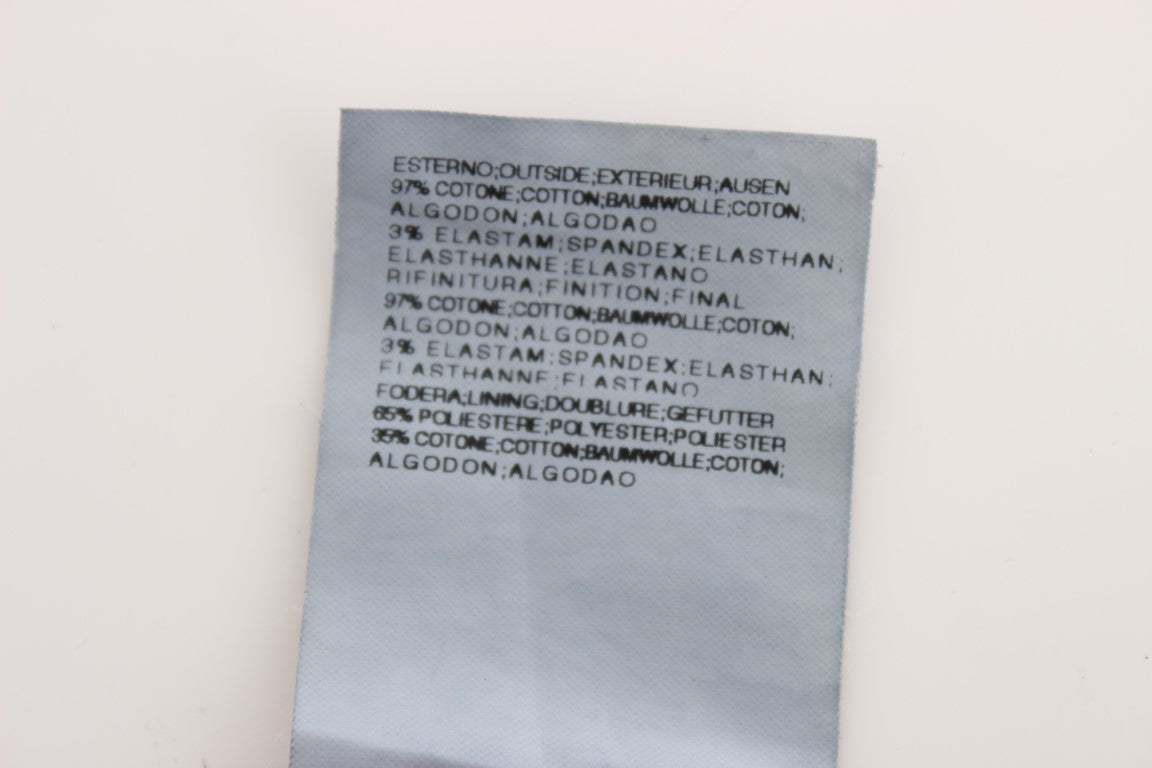 ESTERNO;OUTSIDE;EXTERIEUR;AUSEN
97% COTONE;COTTON;BAUMWOLLE;COTON;
ALGODON;ALGODAO
3% ELASTAM;SPANDEX;ELASTHAN;
ELASTHANNE;ELASTANO
RIFINITURA;FINITION;FINAL
97% COTONE;COTTON;BAUMWOLLE;COTON;
ALGODON;ALGODAO
3% ELASTAM;SPANDEX;ELASTHAN;
ELASTHANNE;ELASTANO
FODERA;LINING;DOUBLURE;GEFUTTER
65% POLIESTERE;POLYESTER;POLIESTER
35% COTONE;COTTON;BAUMWOLLE;COTON;
ALGODON;ALGODAO